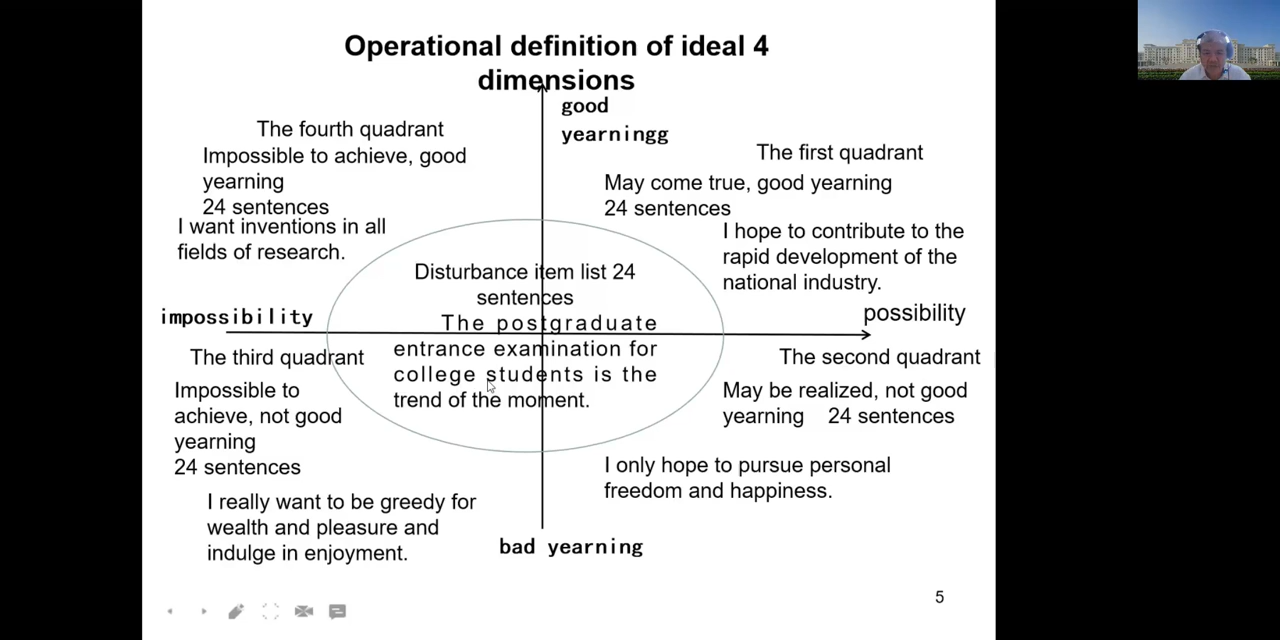 Operational definition of ideal 4
dimensions
good
yearningg
The fourth quadrant
Impossible to achieve, good
yearning
24 sentences
I want inventions in all
fields of research.
The first quadrant
May come true, good yearning
24 sentences
I hope to contribute to the
rapid development of the
national industry.
Disturbance item list 24
sentences
The postgraduate
entrance examination for
college students is the
trend of the moment.
impossibility
possibility
The third quadrant
Impossible to
achieve, not good
yearning
24 sentences
I really want to be greedy for
wealth and pleasure and
indulge in enjoyment.
The second quadrant
May be realized, not good
yearning 24 sentences
I only hope to pursue personal
freedom and happiness.
bad yearning
5